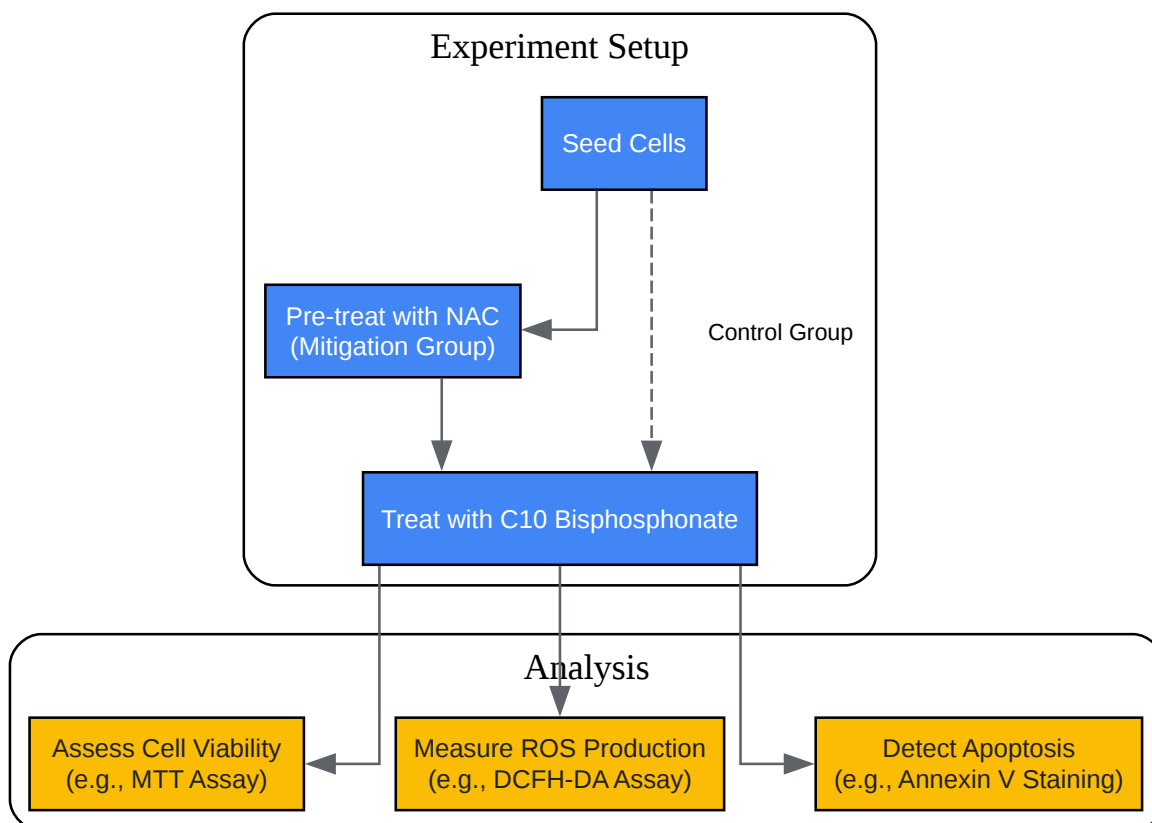 Experiment Setup
Seed Cells
Pre-treat with NAC
(Mitigation Group)
Control Group
Treat with C10 Bisphosphonate
Analysis
Assess Cell Viability
(e.g., MTT Assay)
Measure ROS Production
(e.g., DCFH-DA Assay)
Detect Apoptosis
(e.g., Annexin V Staining)